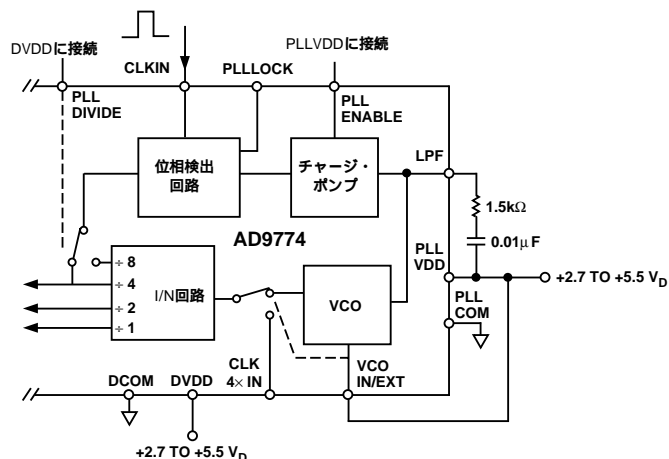 DVDDに接続
CLKIN
PLLLOCK
PLLVDDに接続
PLL
DIVIDE
PLL
ENABLE
位相検出
回路
チャージ・
ポンプ
LPF
1.5kΩ
0.01μF
AD9774
PLL
VDD
+2.7 TO +5.5 VD
÷ 8
÷ 4
÷ 2
÷ 1
I/N回路
VCO
PLL
COM
CLK
4× IN
VCO
IN/EXT
DCOM
DVDD
+2.7 TO +5.5 VD